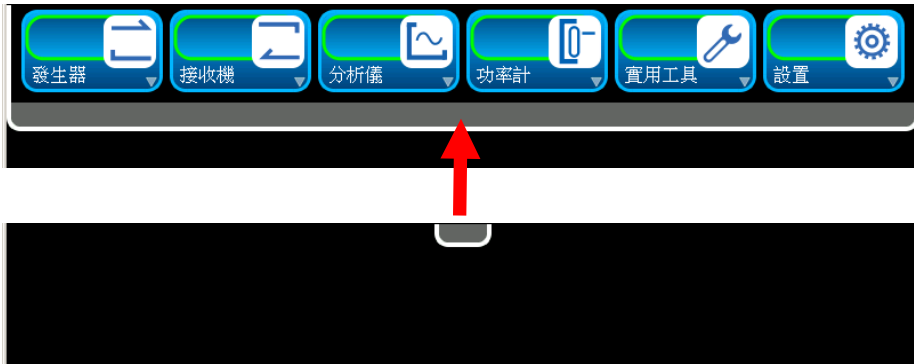 發生器
接收機
分析儀
功率計
實用工具
設置